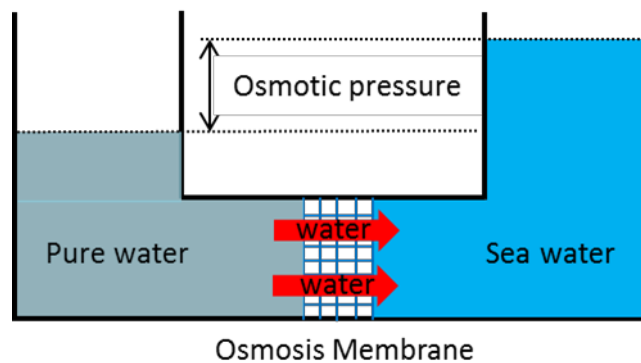 Osmotic pressure
water
Pure water
Sea water
water
Osmosis Membrane